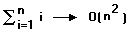 ∑ⁿᵢ₌₁ i ⟶ O(n²)